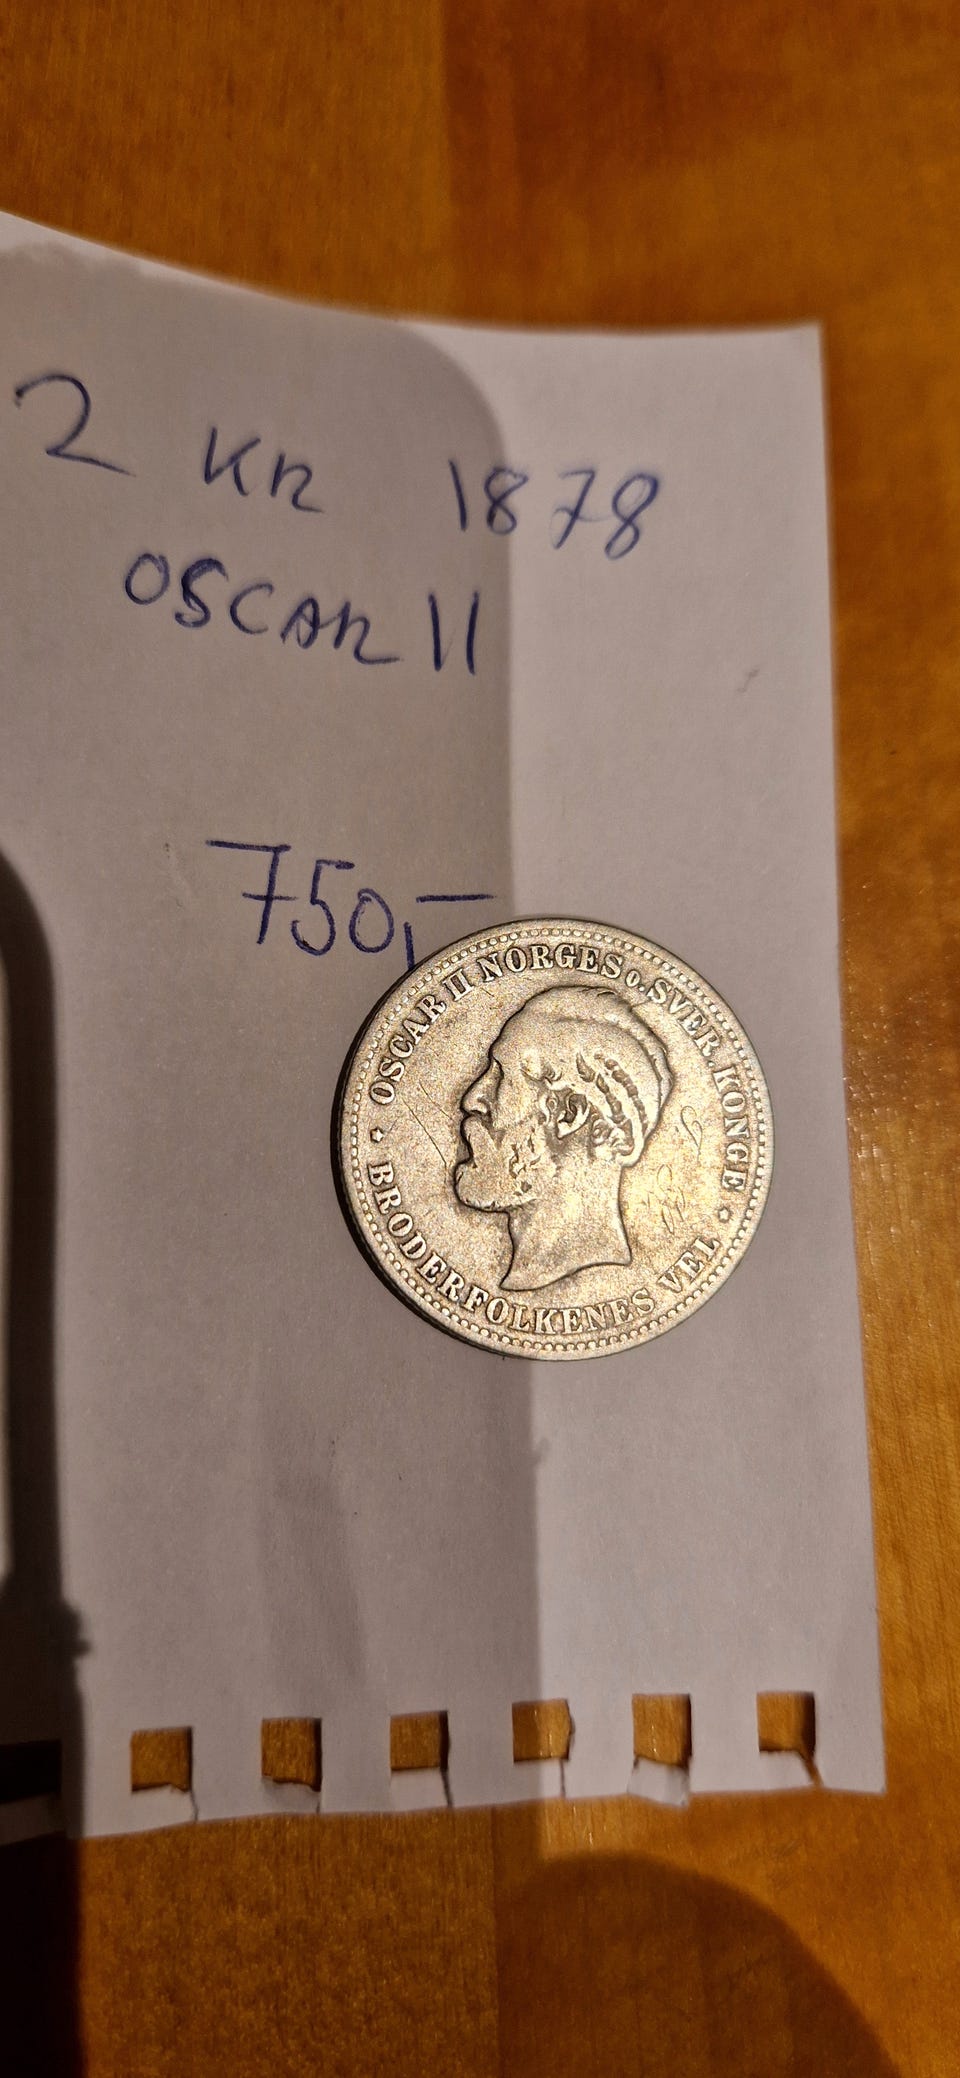 2 KR 1878
OSCAR II
750,-
OSCAR II NORGES o. SVER. KONGE
BRODERFOLKENES VEL